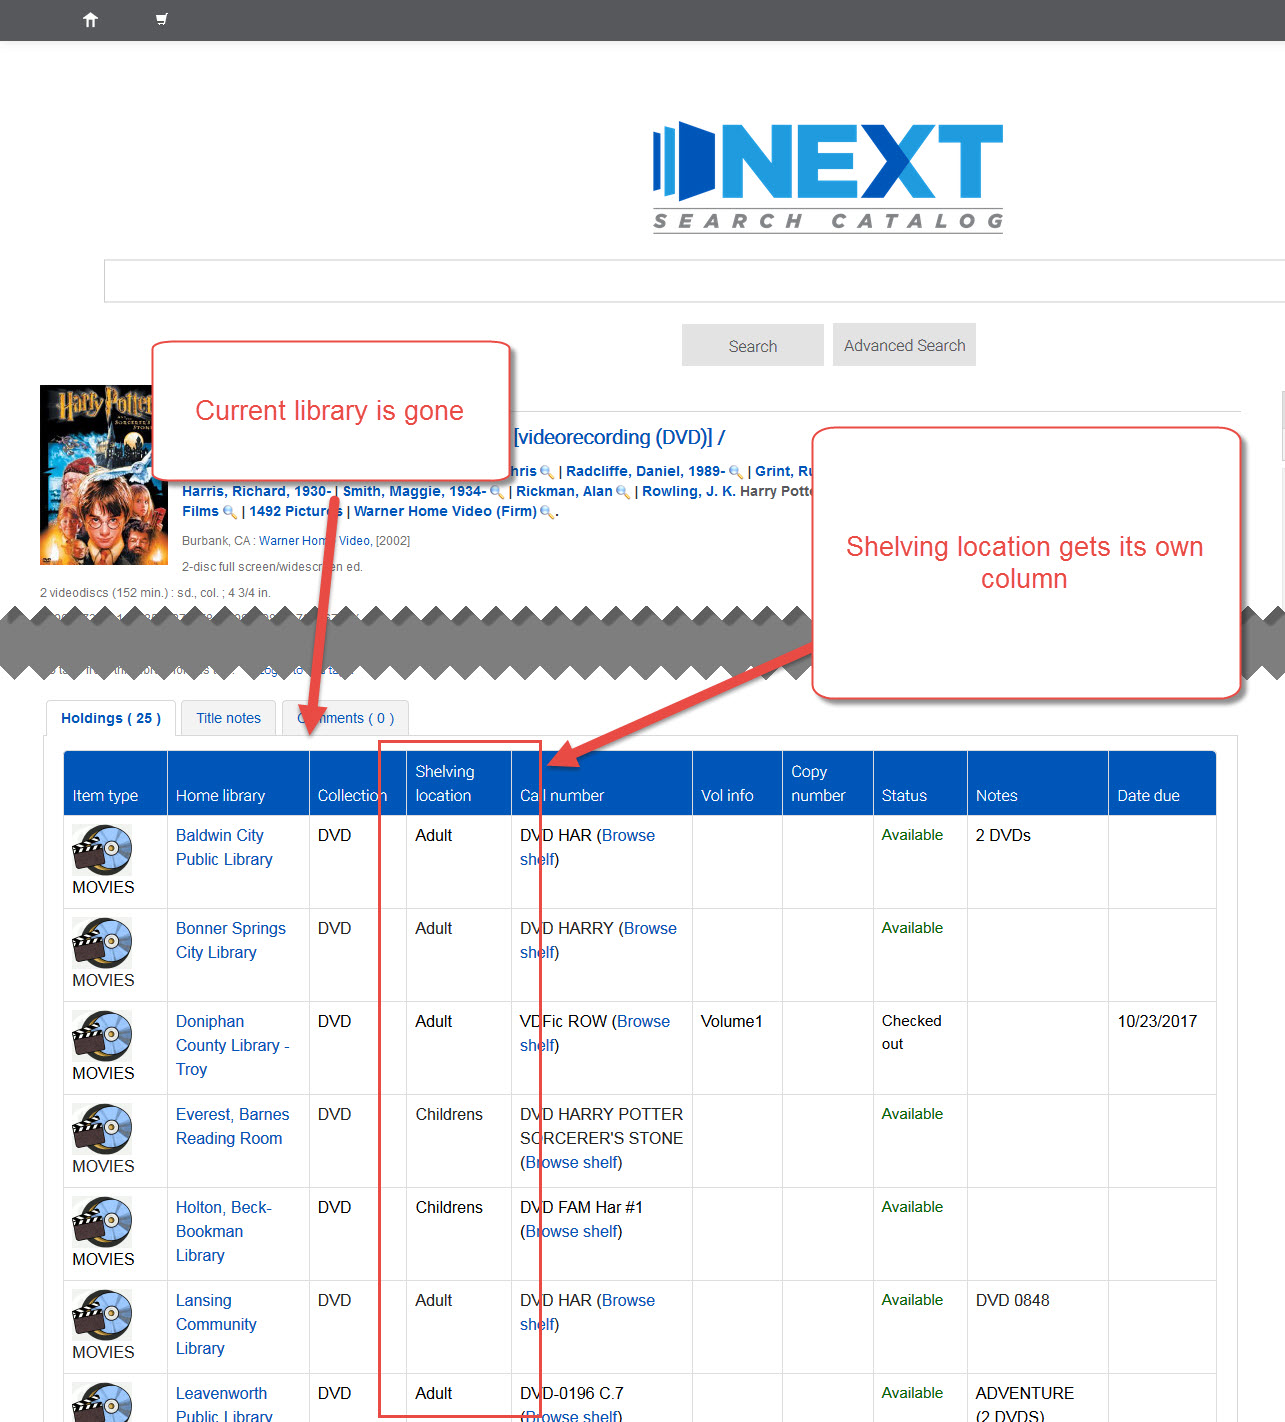 NEXT
SEARCH CATALOG
Search
Advanced Search
Current library is gone
Harry Potter
[videorecording (DVD)] /
hris | Radcliffe, Daniel, 1989- | Grint, Ru
Harris, Richard, 1930- | Smith, Maggie, 1934- | Rickman, Alan | Rowling, J. K. Harry Potte
Films | 1492 Pictures | Warner Home Video (Firm) .
Shelving location gets its own
column
Burbank, CA : Warner Home Video, [2002]
2-disc full screen/widescreen ed.
2 videodiscs (152 min.) : sd., col. ; 4 3/4 in.
Holdings ( 25 )
Title notes
Comments ( 0 )
Item type
Home library
Collection
Shelving
location
Call number
Vol info
Copy
number
Status
Notes
Date due
MOVIES
Baldwin City
Public Library
DVD
Adult
DVD HAR (Browse
shelf)
Available
2 DVDs
MOVIES
Bonner Springs
City Library
DVD
Adult
DVD HARRY (Browse
shelf)
Available
MOVIES
Doniphan
County Library -
Troy
DVD
Adult
VDFic ROW (Browse
shelf)
Volume1
Checked
out
10/23/2017
MOVIES
Everest, Barnes
Reading Room
DVD
Childrens
DVD HARRY POTTER
SORCERER'S STONE
(Browse shelf)
Available
MOVIES
Holton, Beck-
Bookman
Library
DVD
Childrens
DVD FAM Har #1
(Browse shelf)
Available
MOVIES
Lansing
Community
Library
DVD
Adult
DVD HAR (Browse
shelf)
Available
DVD 0848
Leavenworth
Public Library
DVD
Adult
DVD-0196 C.7
(Browse shelf)
Available
ADVENTURE
(2 DVDS)